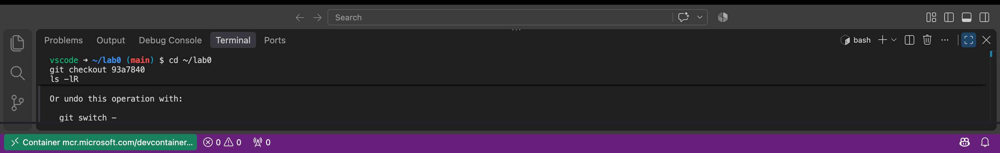 Search
Problems Output Debug Console Terminal Ports bash
vscode ➜ ~/lab0 (main) $ cd ~/lab0
git checkout 93a7840
ls -lR
Or undo this operation with:
git switch -
Container mcr.microsoft.com/devcontainer... 0 0 0